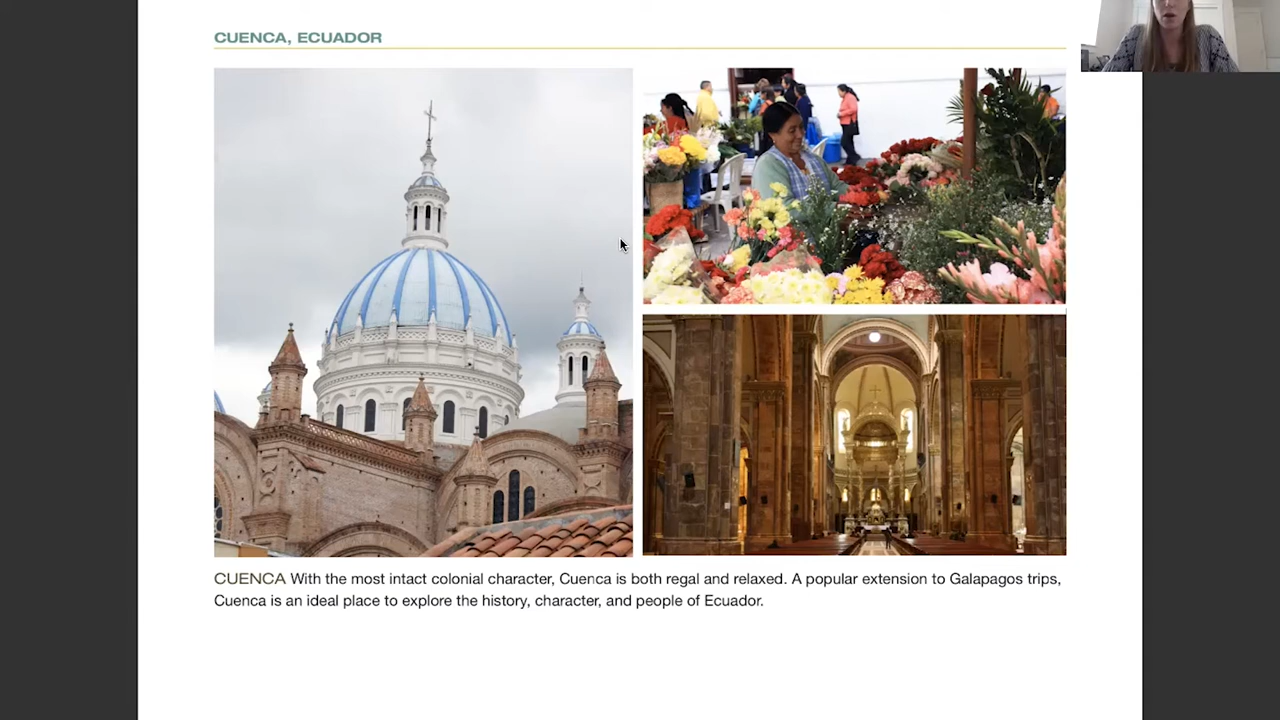 CUENCA, ECUADOR
CUENCA With the most intact colonial character, Cuenca is both regal and relaxed. A popular extension to Galapagos trips,
Cuenca is an ideal place to explore the history, character, and people of Ecuador.